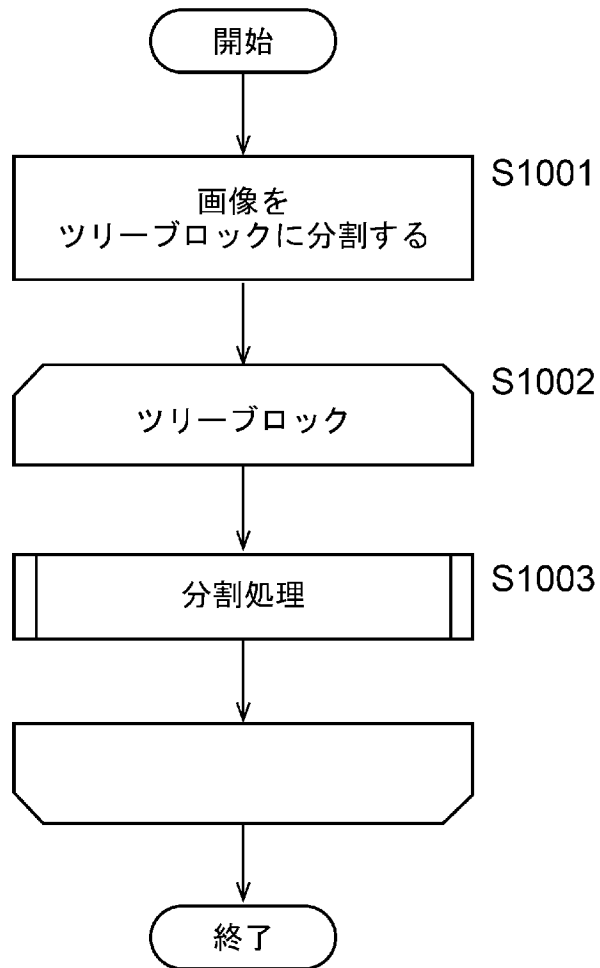 開始
S1001
画像を
ツリーブロックに分割する
S1002
ツリーブロック
S1003
分割処理
終了